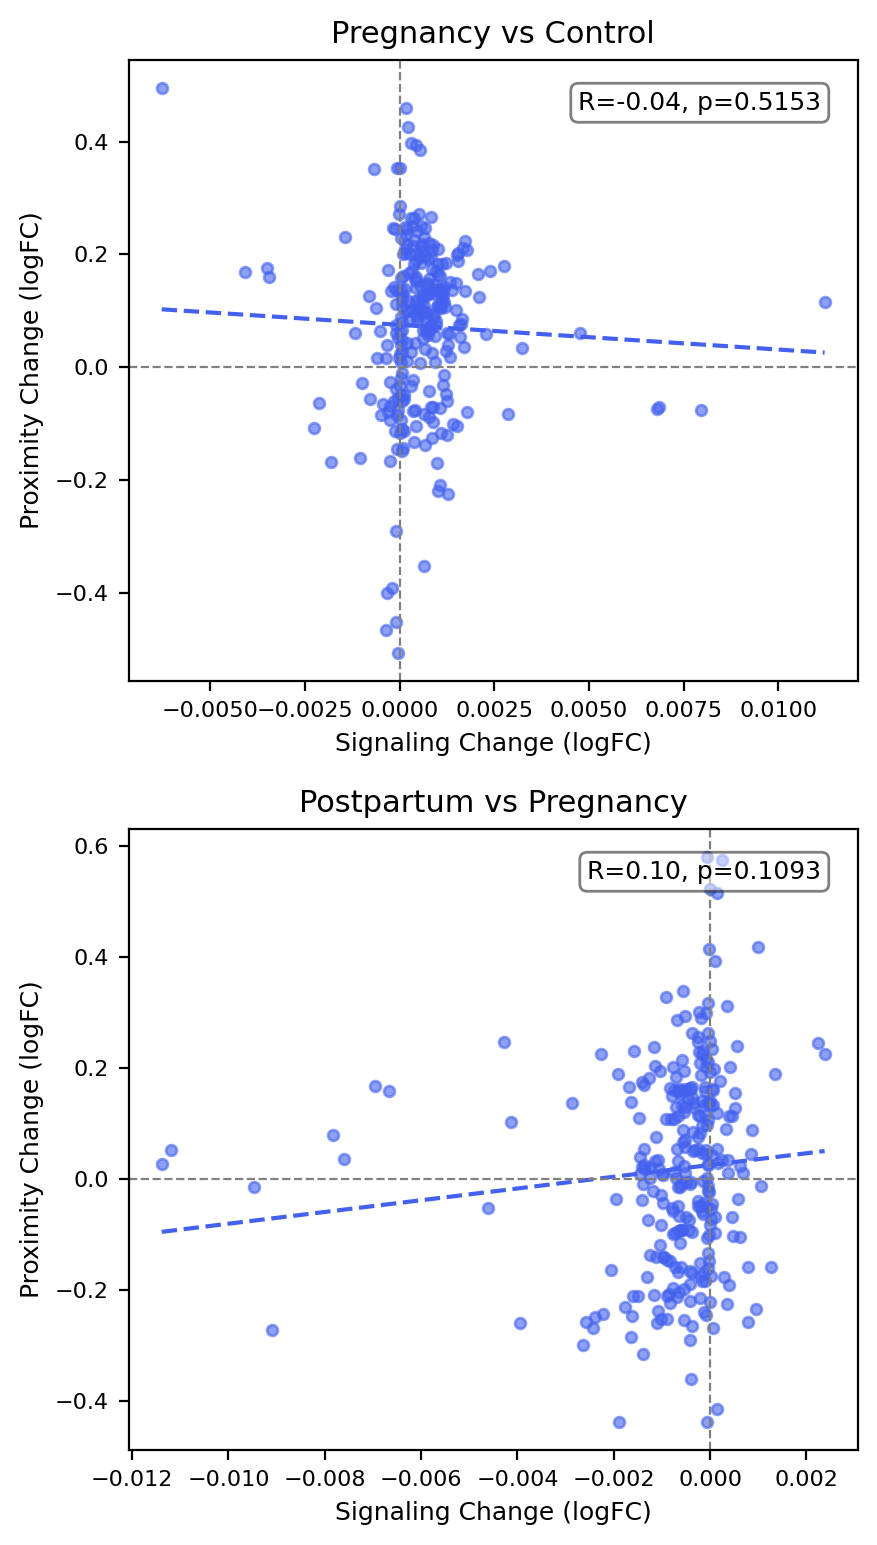 Pregnancy vs Control
R=-0.04, p=0.5153
0.4
0.2
0.0
−0.2
−0.4
Proximity Change (logFC)
−0.0050 −0.0025 0.0000 0.0025 0.0050 0.0075 0.0100
Signaling Change (logFC)
Postpartum vs Pregnancy
R=0.10, p=0.1093
0.6
0.4
0.2
0.0
−0.2
−0.4
Proximity Change (logFC)
−0.012 −0.010 −0.008 −0.006 −0.004 −0.002 0.000 0.002
Signaling Change (logFC)